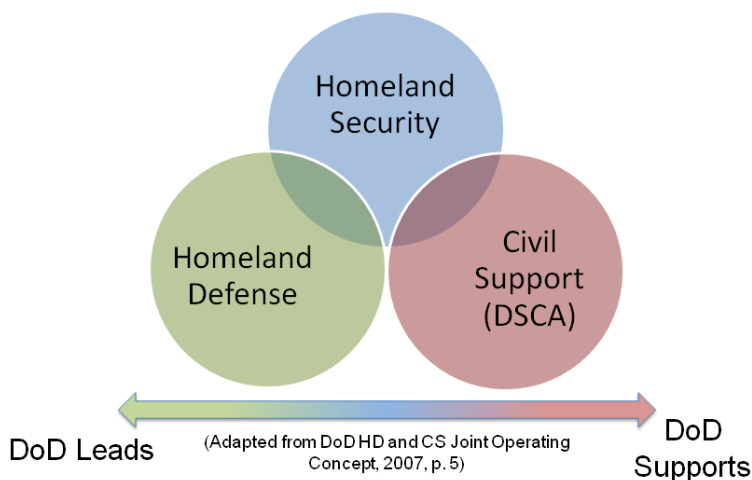 Homeland
Security
Homeland
Defense
Civil
Support
(DSCA)
DoD Leads
(Adapted from DoD HD and CS Joint Operating
Concept, 2007, p. 5)
DoD
Supports